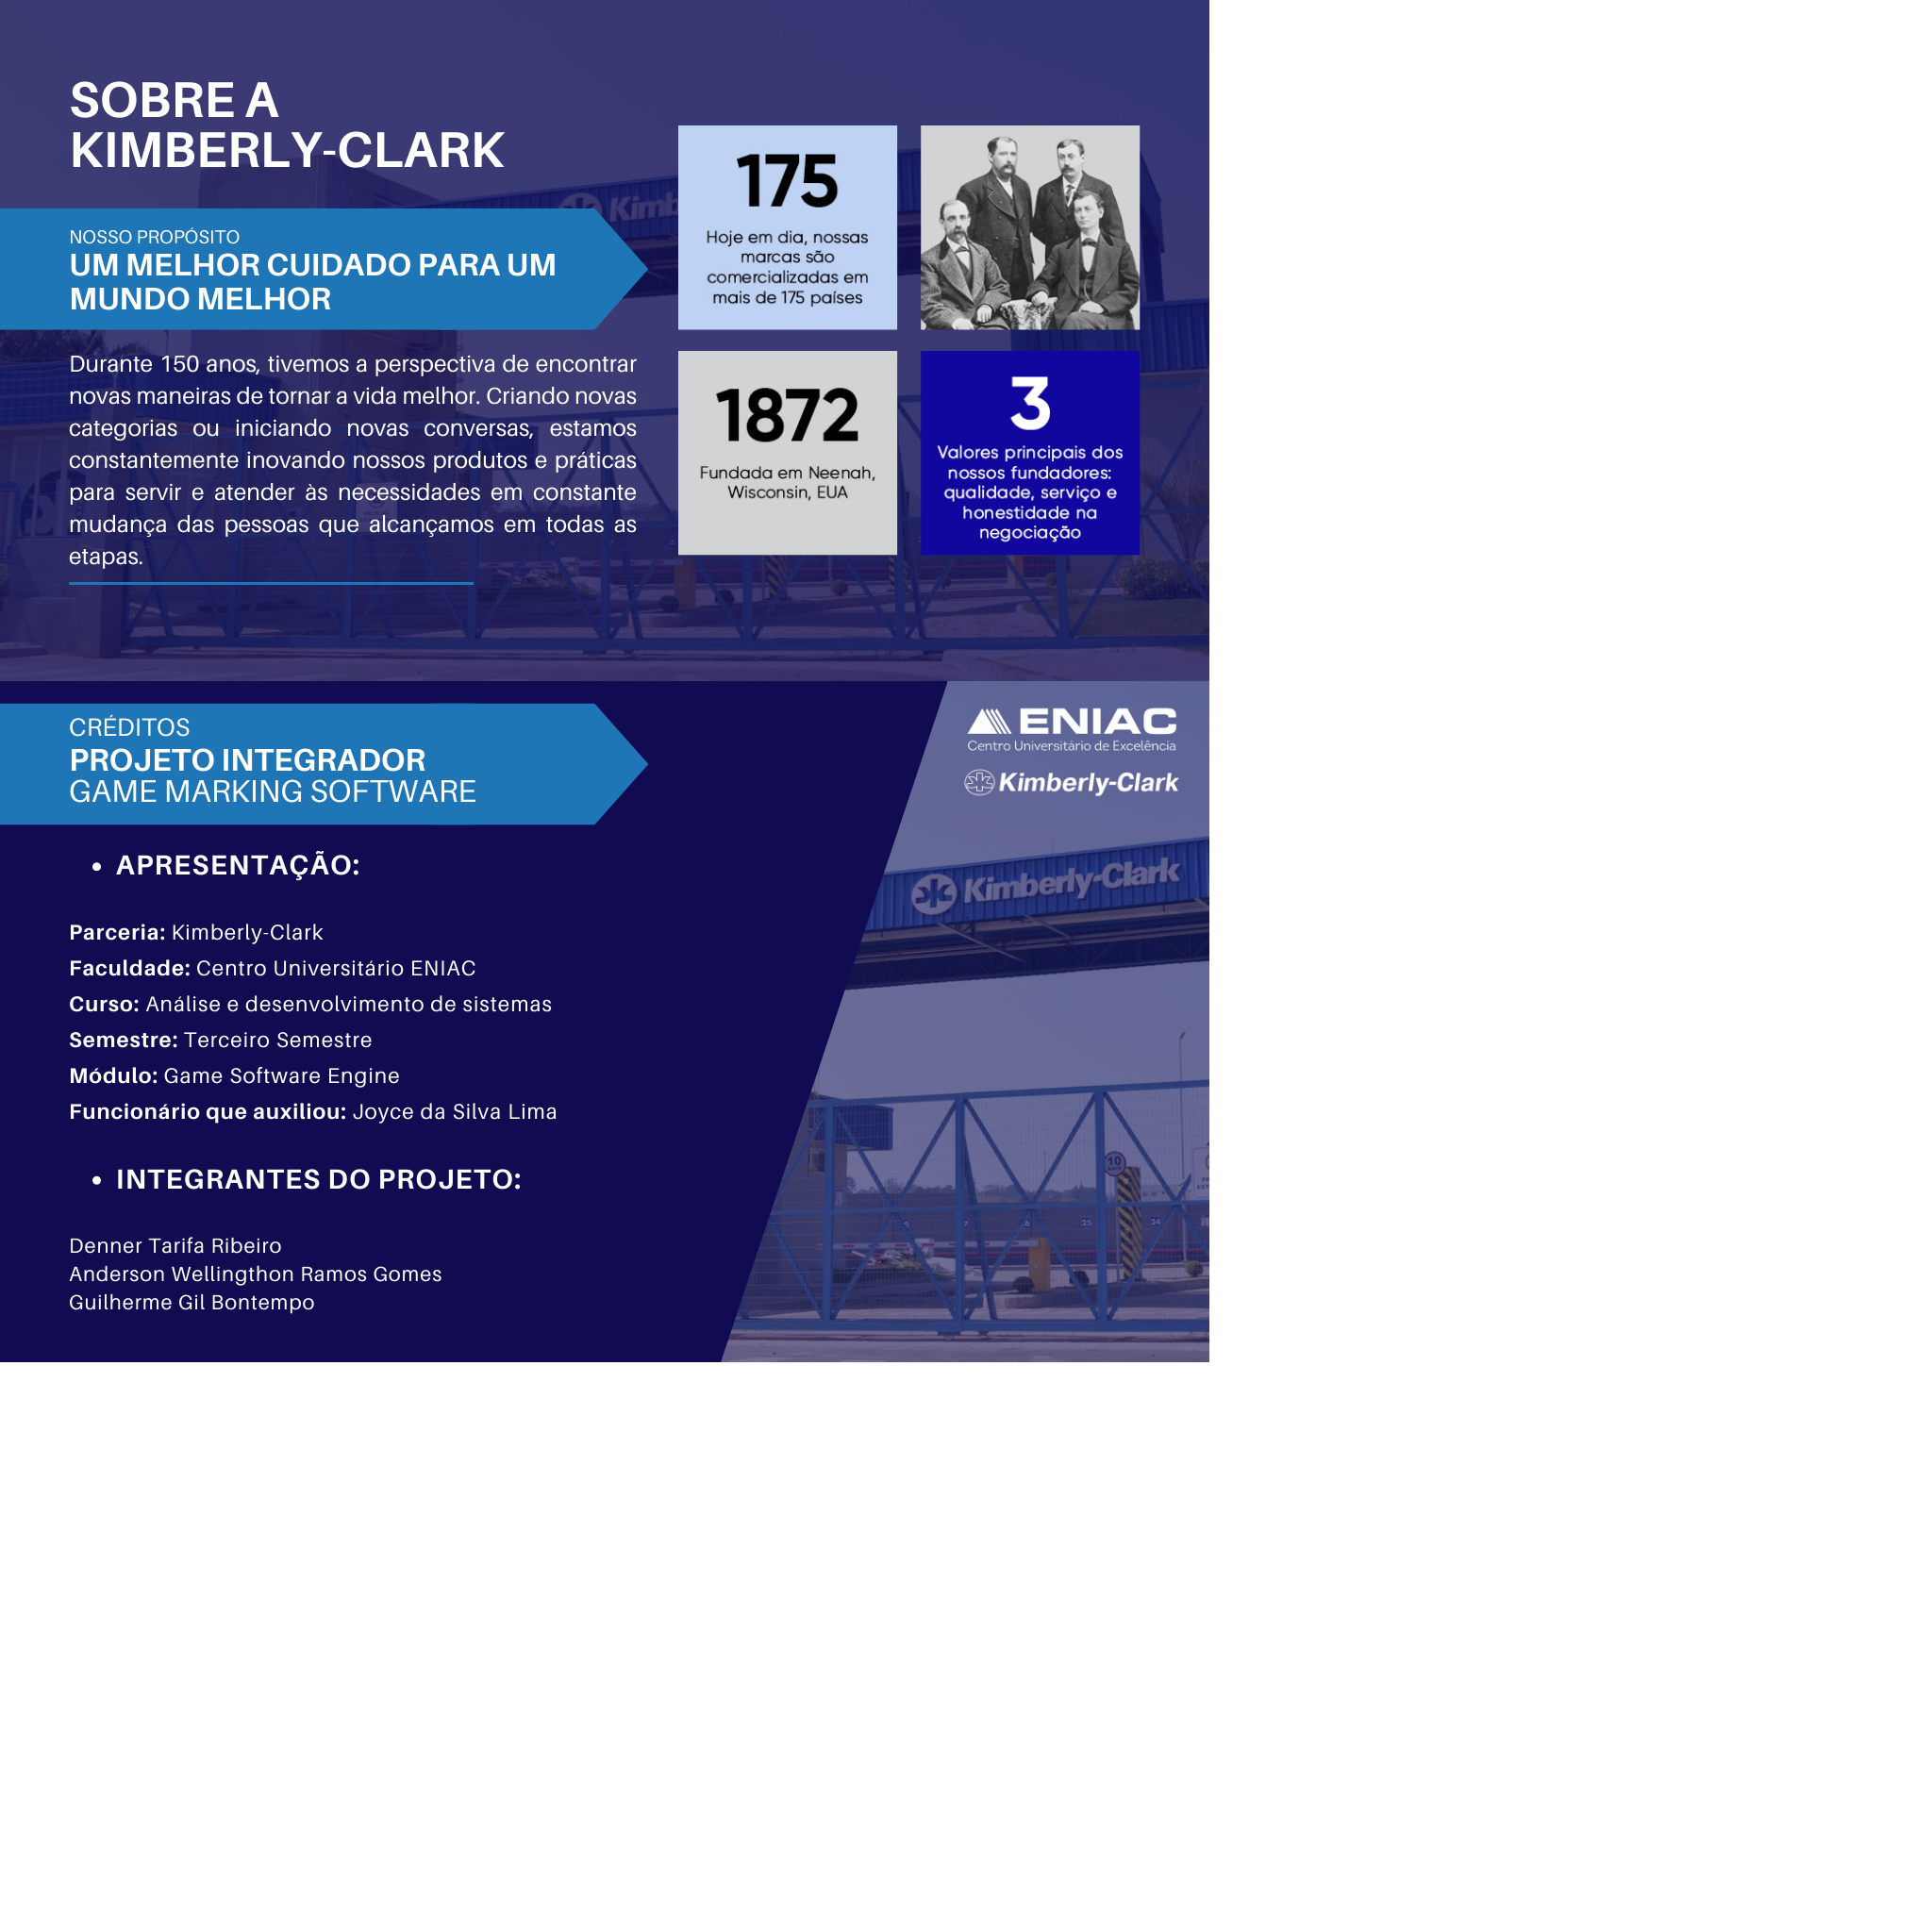 SOBRE A
KIMBERLY-CLARK
NOSSO PROPÓSITO
UM MELHOR CUIDADO PARA UM
MUNDO MELHOR
Durante 150 anos, tivemos a perspectiva de encontrar
novas maneiras de tornar a vida melhor. Criando novas
categorias ou iniciando novas conversas, estamos
constantemente inovando nossos produtos e práticas
para servir e atender às necessidades em constante
mudança das pessoas que alcançamos em todas as
etapas.
175
Hoje em dia, nossas
marcas são
comercializadas em
mais de 175 países
1872
Fundada em Neenah,
Wisconsin, EUA
3
Valores principais dos
nossos fundadores:
qualidade, serviço e
honestidade na
negociação
CRÉDITOS
PROJETO INTEGRADOR
GAME MARKING SOFTWARE
• APRESENTAÇÃO:
Parceria: Kimberly-Clark
Faculdade: Centro Universitário ENIAC
Curso: Análise e desenvolvimento de sistemas
Semestre: Terceiro Semestre
Módulo: Game Software Engine
Funcionário que auxiliou: Joyce da Silva Lima
• INTEGRANTES DO PROJETO:
Denner Tarifa Ribeiro
Anderson Wellingthon Ramos Gomes
Guilherme Gil Bontempo
ENIAC
Centro Universitário de Excelência
Kimberly-Clark
Kimberly-Clark
10
25
24